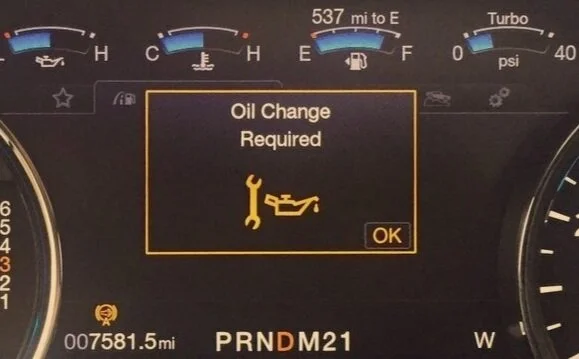 537 mi to E
Turbo
L H C H E F 0 psi 40
Oil Change
Required
OK
6
5
4
3
2
1
007581.5mi
PRNDM21
W